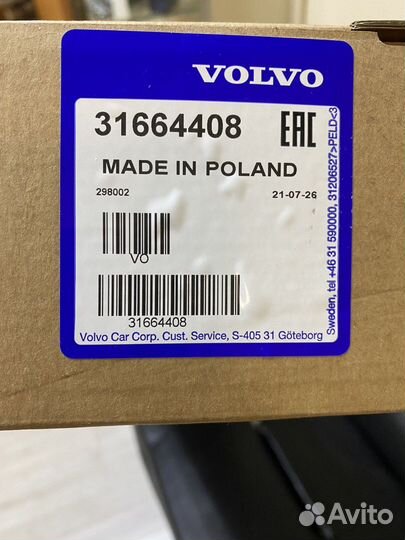 VOLVO
31664408
EAC
MADE IN POLAND
298002
21-07-26
VO
31664408
Volvo Car Corp. Cust. Service, S-405 31 Göteborg
Sweden, tel +46 31 590000, 31206527>PELD<3
Avito